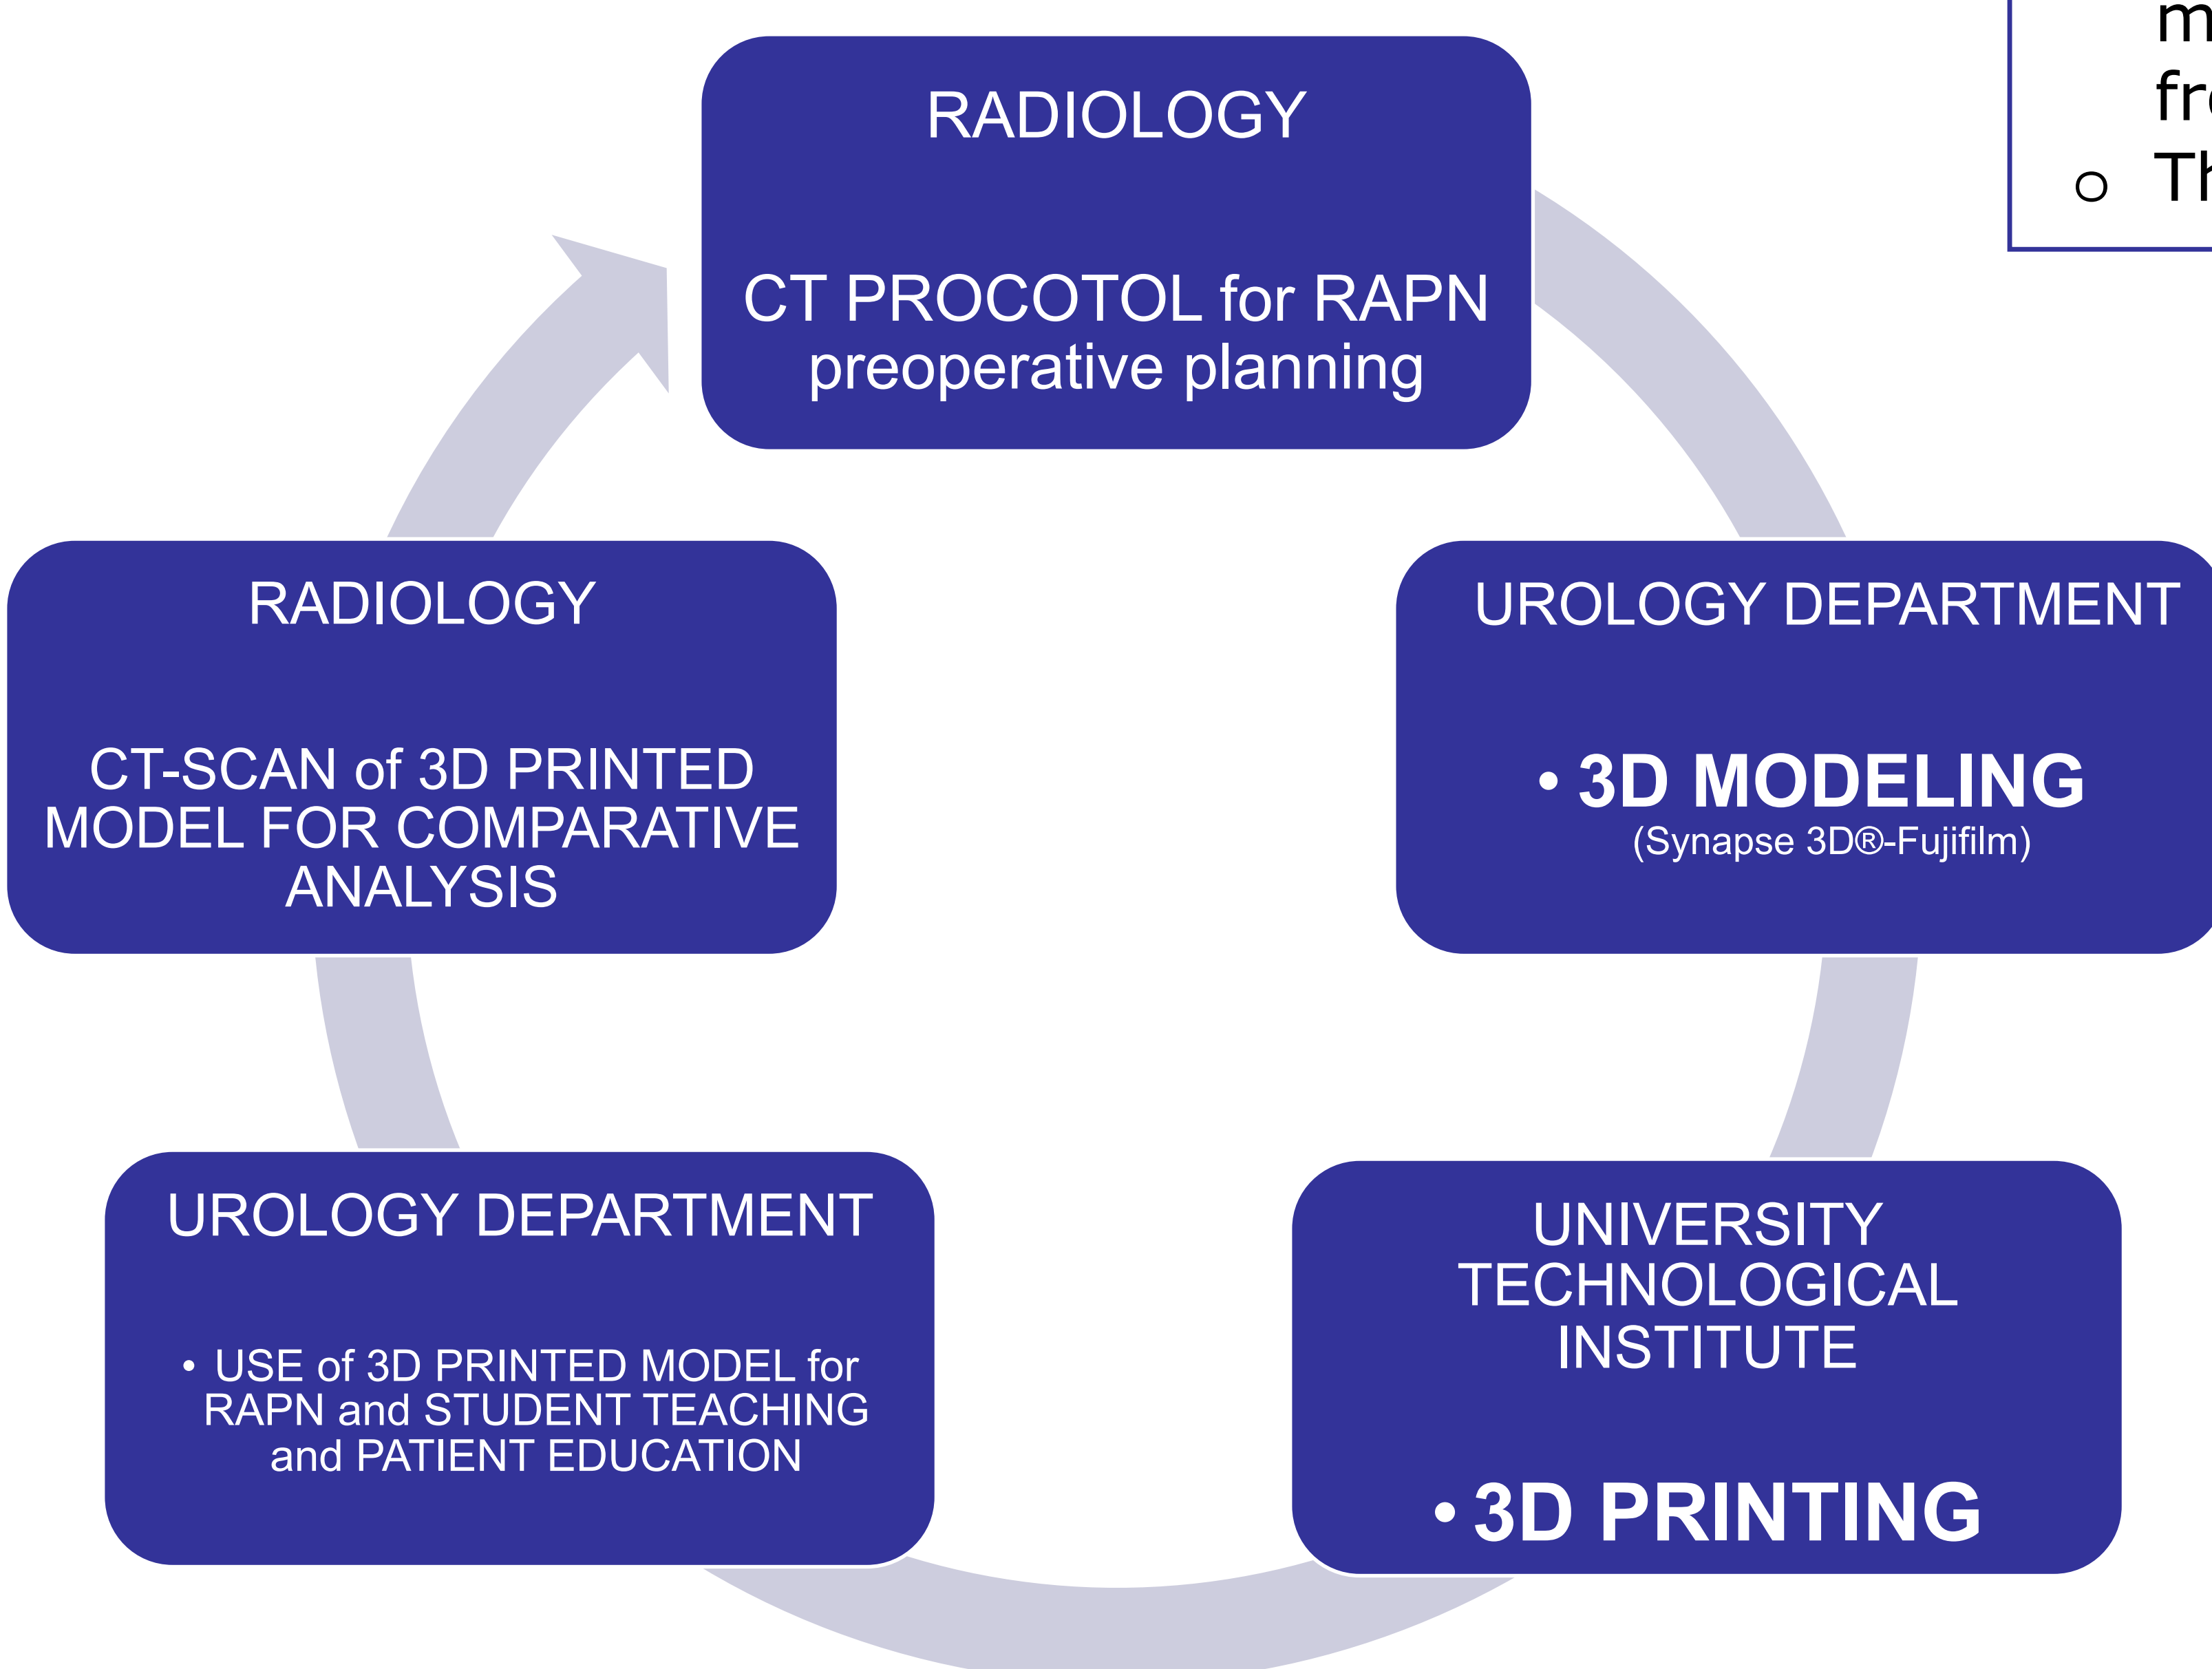 RADIOLOGY
CT PROCOTOL for RAPN
preoperative planning
UROLOGY DEPARTMENT
• 3D MODELING
(Synapse 3D®-Fujifilm)
UNIVERSITY
TECHNOLOGICAL
INSTITUTE
• 3D PRINTING
UROLOGY DEPARTMENT
• USE of 3D PRINTED MODEL for
RAPN and STUDENT TEACHING
and PATIENT EDUCATION
RADIOLOGY
CT-SCAN of 3D PRINTED
MODEL FOR COMPARATIVE
ANALYSIS